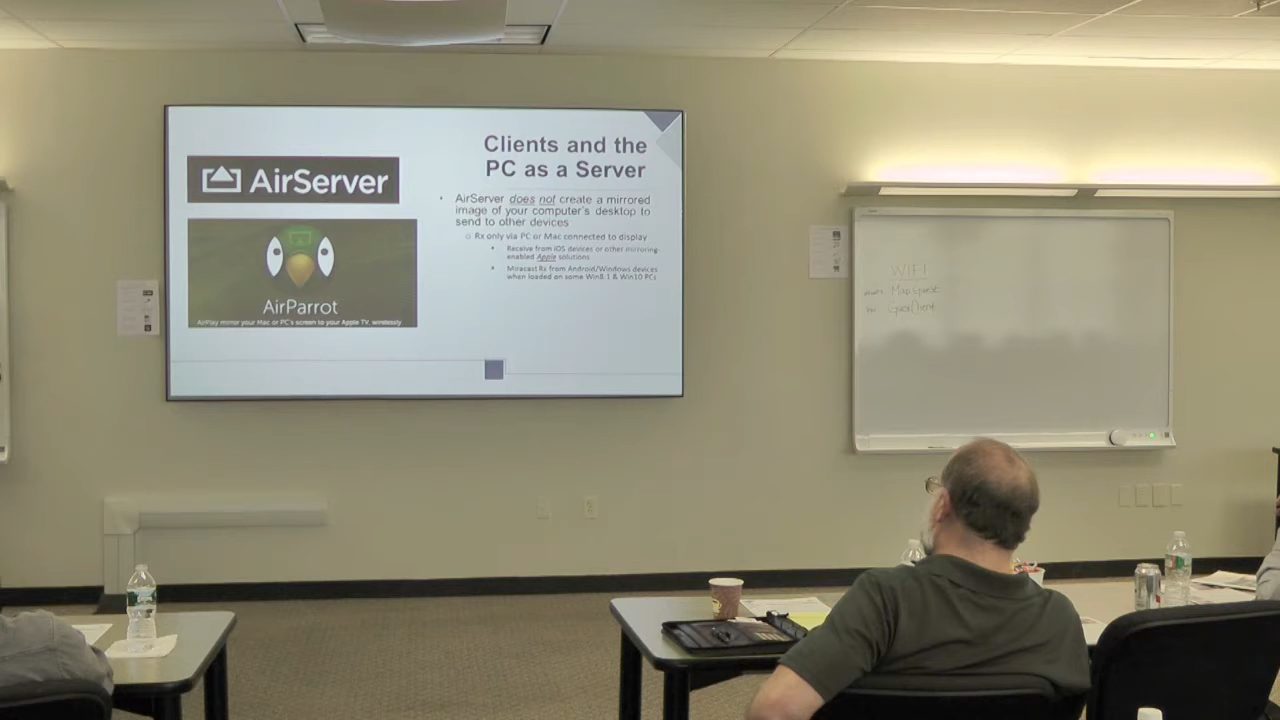 Clients and the
PC as a Server
AirServer
AirParrot
AirPlay mirror your Mac or PC's screen to your Apple TV, wirelessly
• AirServer does not create a mirrored
image of your computer's desktop to
send to other devices
o Rx only via PC or Mac connected to display
• Receive from iOS devices or other mirroring-
enabled Apple solutions
• Miracast Rx from Android/Windows devices
when loaded on some Win8.1 & Win10 PCs
WIFI